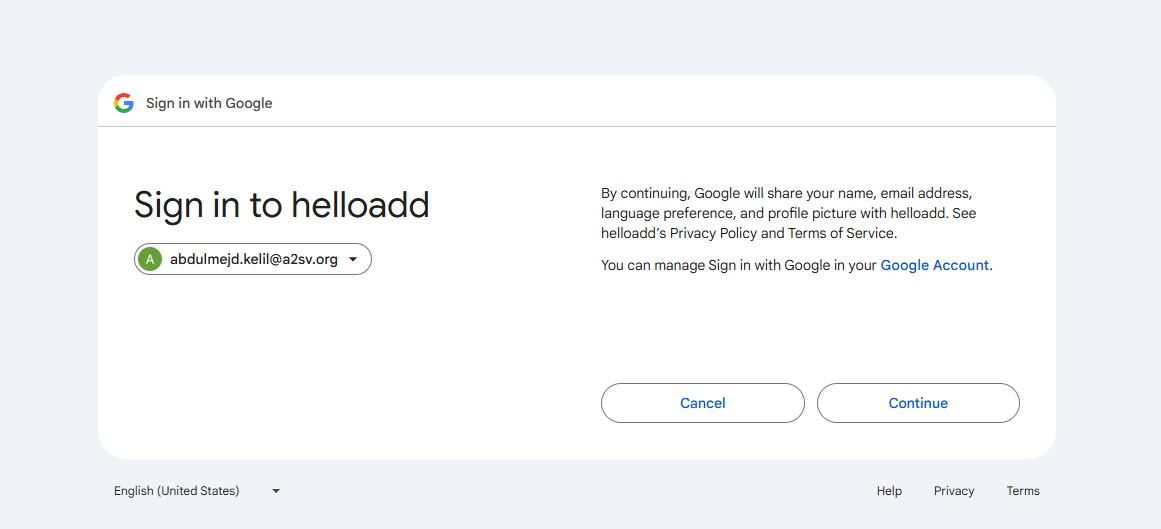 Sign in with Google
Sign in to helloadd
A
abdulmejd.kelil@a2sv.org
By continuing, Google will share your name, email address,
language preference, and profile picture with helloadd. See
helloadd’s Privacy Policy and Terms of Service.
You can manage Sign in with Google in your Google Account.
Cancel
Continue
English (United States)
Help
Privacy
Terms